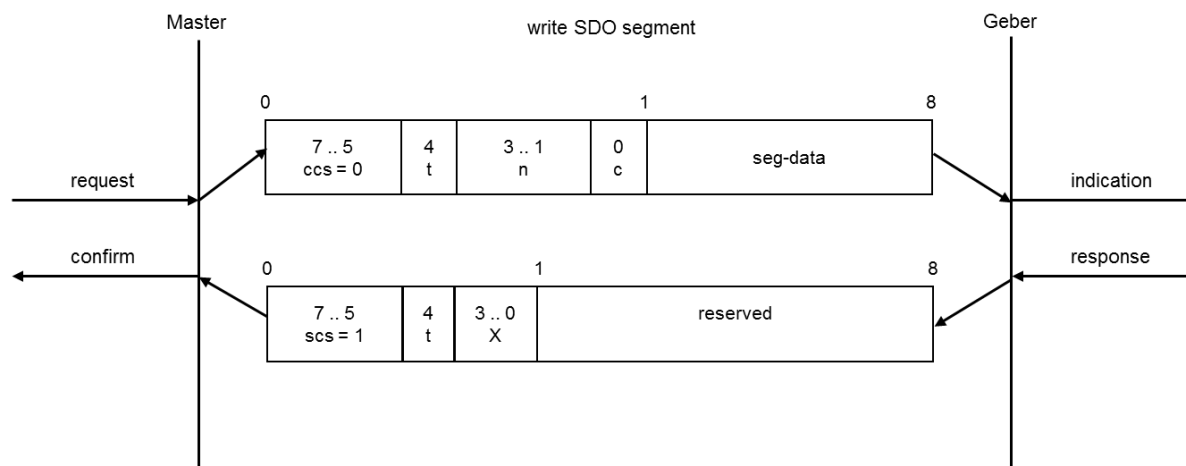 Master
write SDO segment
Geber
0 1 8
7 .. 5 4 3 .. 1 0
ccs = 0 t n c
seg-data
request
indication
confirm
response
0 1 8
7 .. 5 4 3 .. 0
scs = 1 t X
reserved